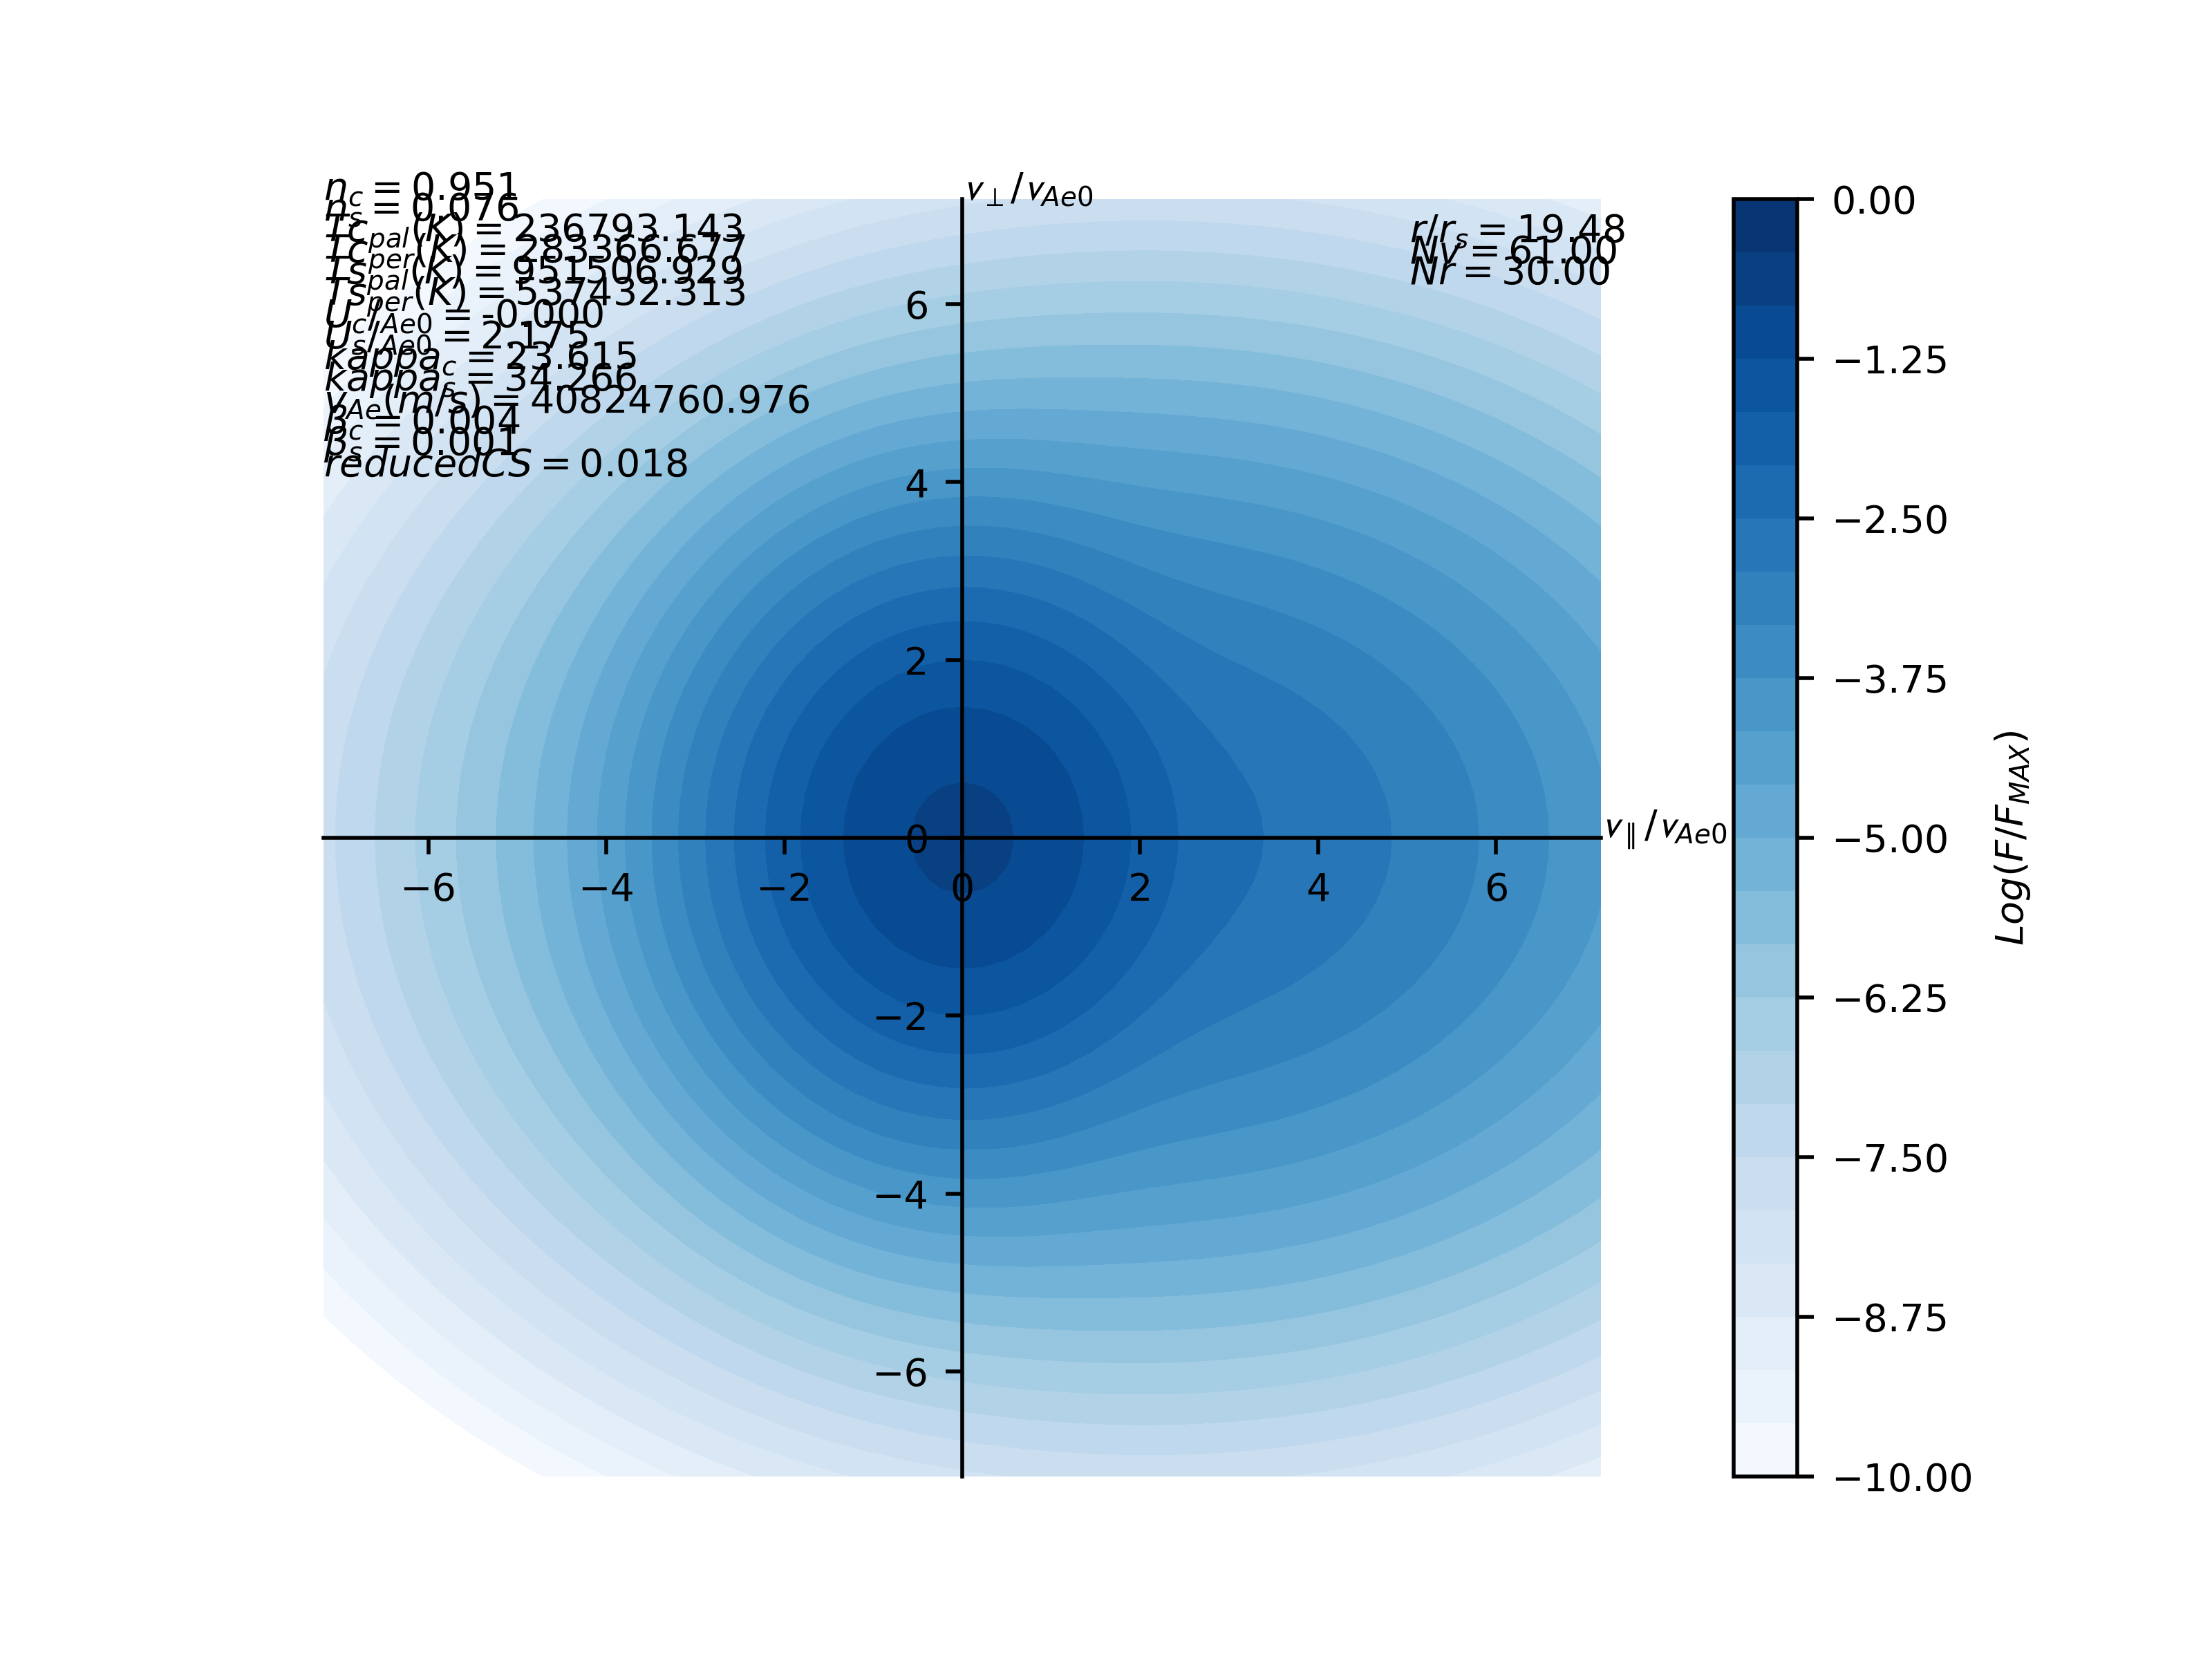 n_c = 0.951
n_s = 0.076
Tc_pal(K) = 236793.143
Tc_per(K) = 283366.677
Ts_pal(K) = 951506.929
Ts_per(K) = 537432.313
U_c/Ae0 = -0.000
U_s/Ae0 = 2.175
kappa_c = 23.615
kappa_s = 34.266
v_Ae(m/s) = 40824760.976
β_c = 0.004
β_s = 0.001
reducedCS = 0.018
v_⊥/v_Ae0
r/r_s = 19.48
Nv = 61.00
Nr = 30.00
6
4
2
0
−2
−4
−6
−6 −4 −2 0 2 4 6
v_∥/v_Ae0
0.00
−1.25
−2.50
−3.75
−5.00
−6.25
−7.50
−8.75
−10.00
Log(F/F_MAX)